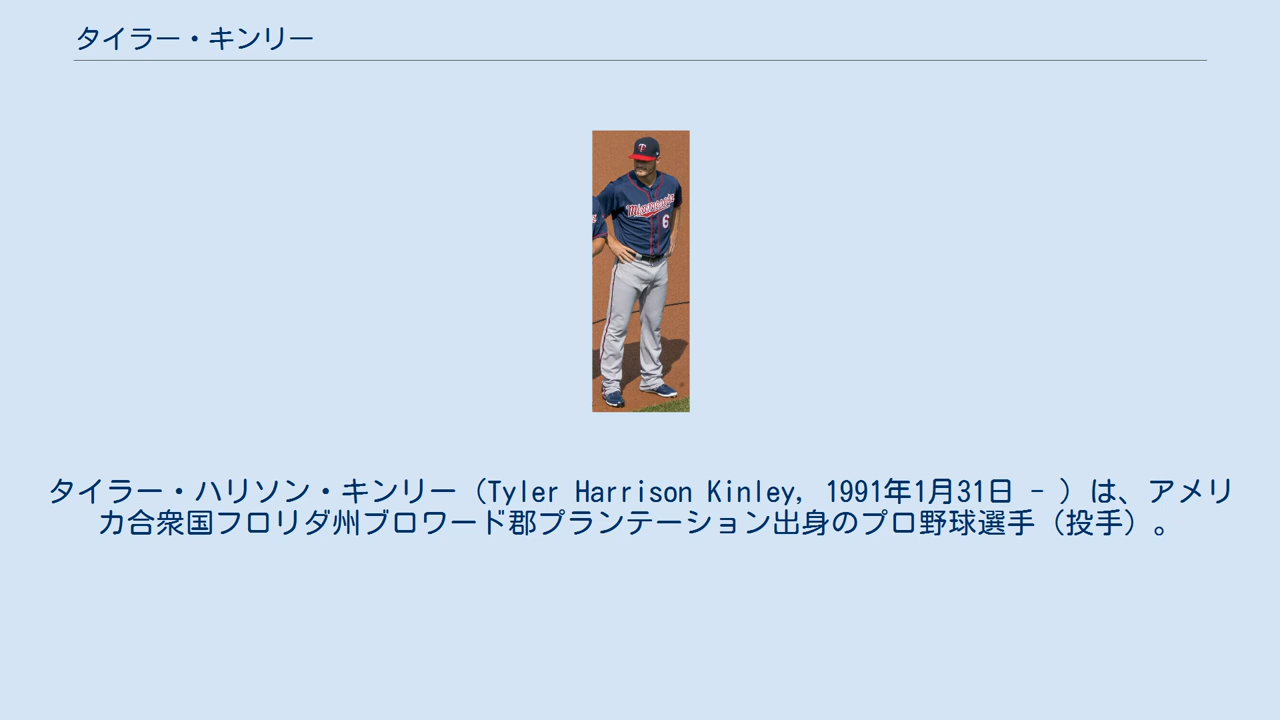 タイラー・キンリー
T
Minnesota
6
タイラー・ハリソン・キンリー（Tyler Harrison Kinley, 1991年1月31日 - ）は、アメリ
カ合衆国フロリダ州ブロワード郡プランテーション出身のプロ野球選手（投手）。